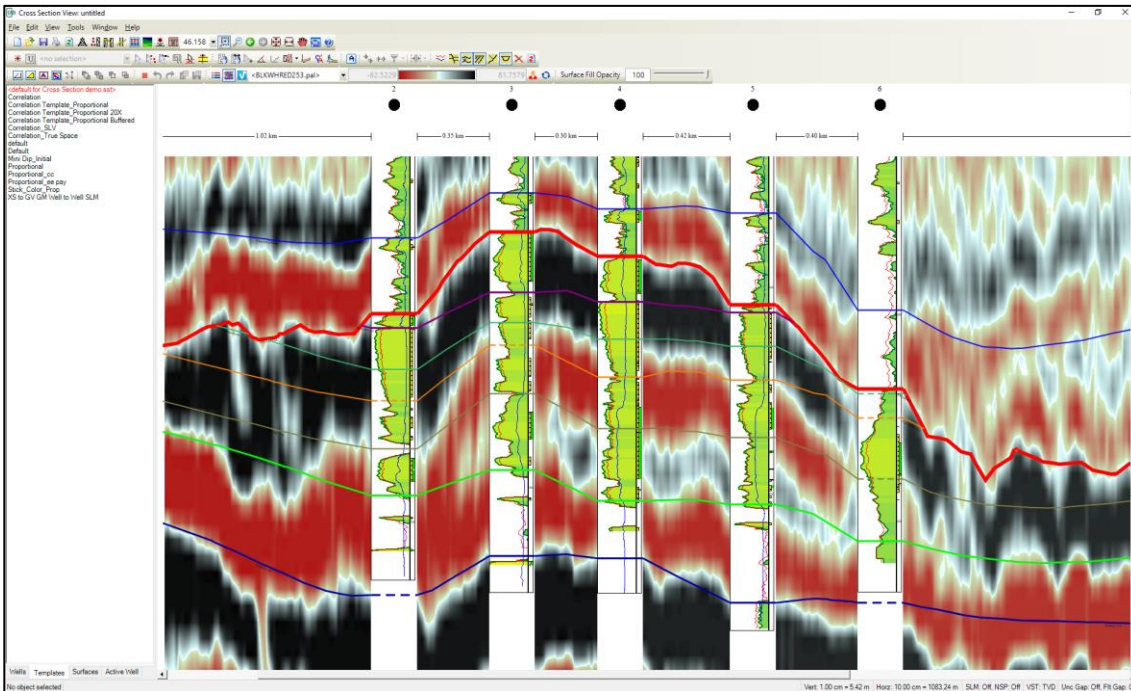 Cross Section View: untitled
File Edit View Tools Window Help
46.158
<no selection>
<BLKWHRED253.pal> -82.5229 81.7379 Surface Fill Opacity 100
<default for Cross Section demo set>
Correlation
Correlation Template_Proportional
Correlation Template_Proportional 20X
Correlation Template_Proportional Buffered
Correlation_SLV
Correlation_True Space
default
Default
Mini Dip_Initial
Proportional
Proportional_cc
Proportional_ee pay
Stick_Color_Prop
XS to GV GM Well to Well SLM
2 3 4 5 6
1.02 km 0.35 km 0.30 km 0.42 km 0.40 km
Wells Templates Surfaces Active Well
No object selected
Vert: 1.00 cm = 5.42 m Horz: 10.00 cm = 1083.24 m SLM: Off, NSP: Off VST: TVD Unc Gap: Off, Flt Gap: